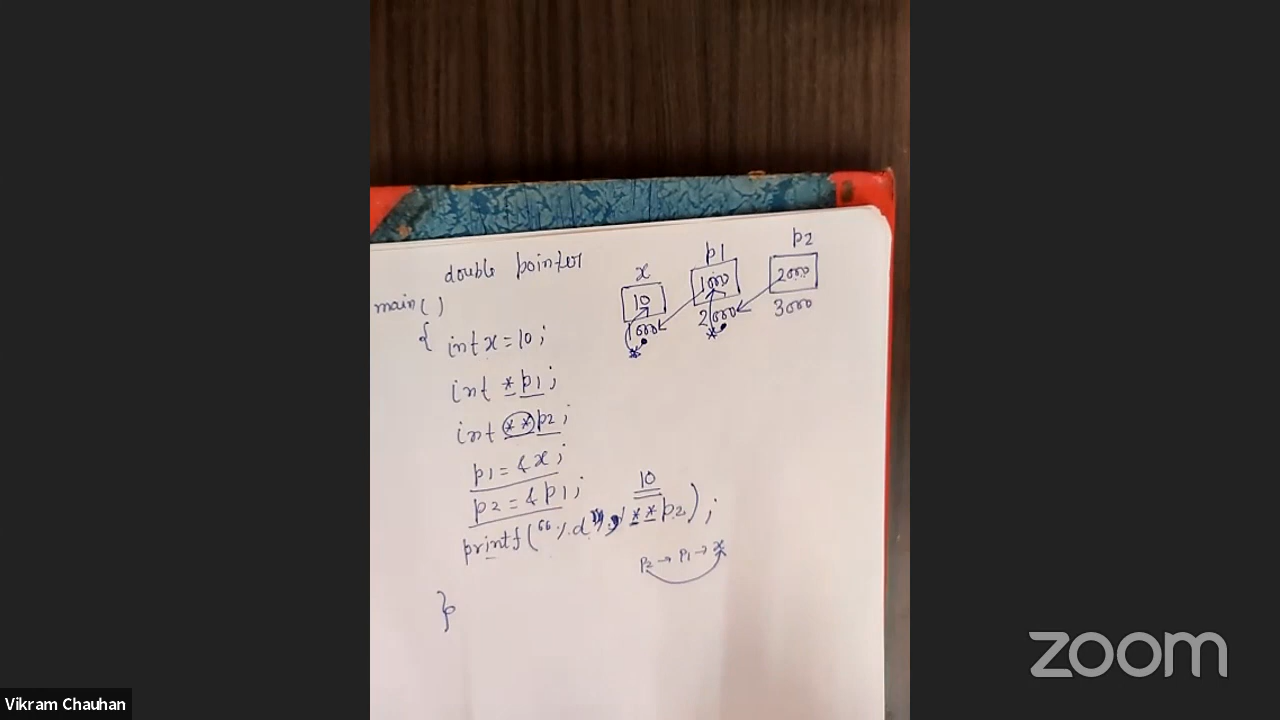 double pointer
x p1 p2
10 1000 2000
1000 2000 3000
* *
main( )
{ int x = 10 ;
int *p1 ;
int **p2 ;
p1 = &x ;
p2 = &p1 ;
10
printf("%d", **p2) ;
p2 → p1 → x
}
zoom
Vikram Chauhan